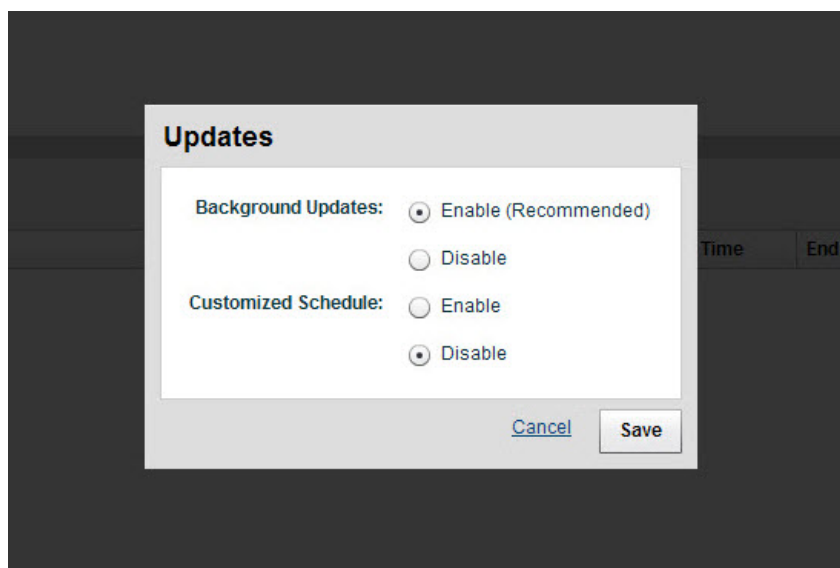 Updates
Background Updates: Enable (Recommended)
Disable
Time End
Customized Schedule: Enable
Disable
Cancel Save